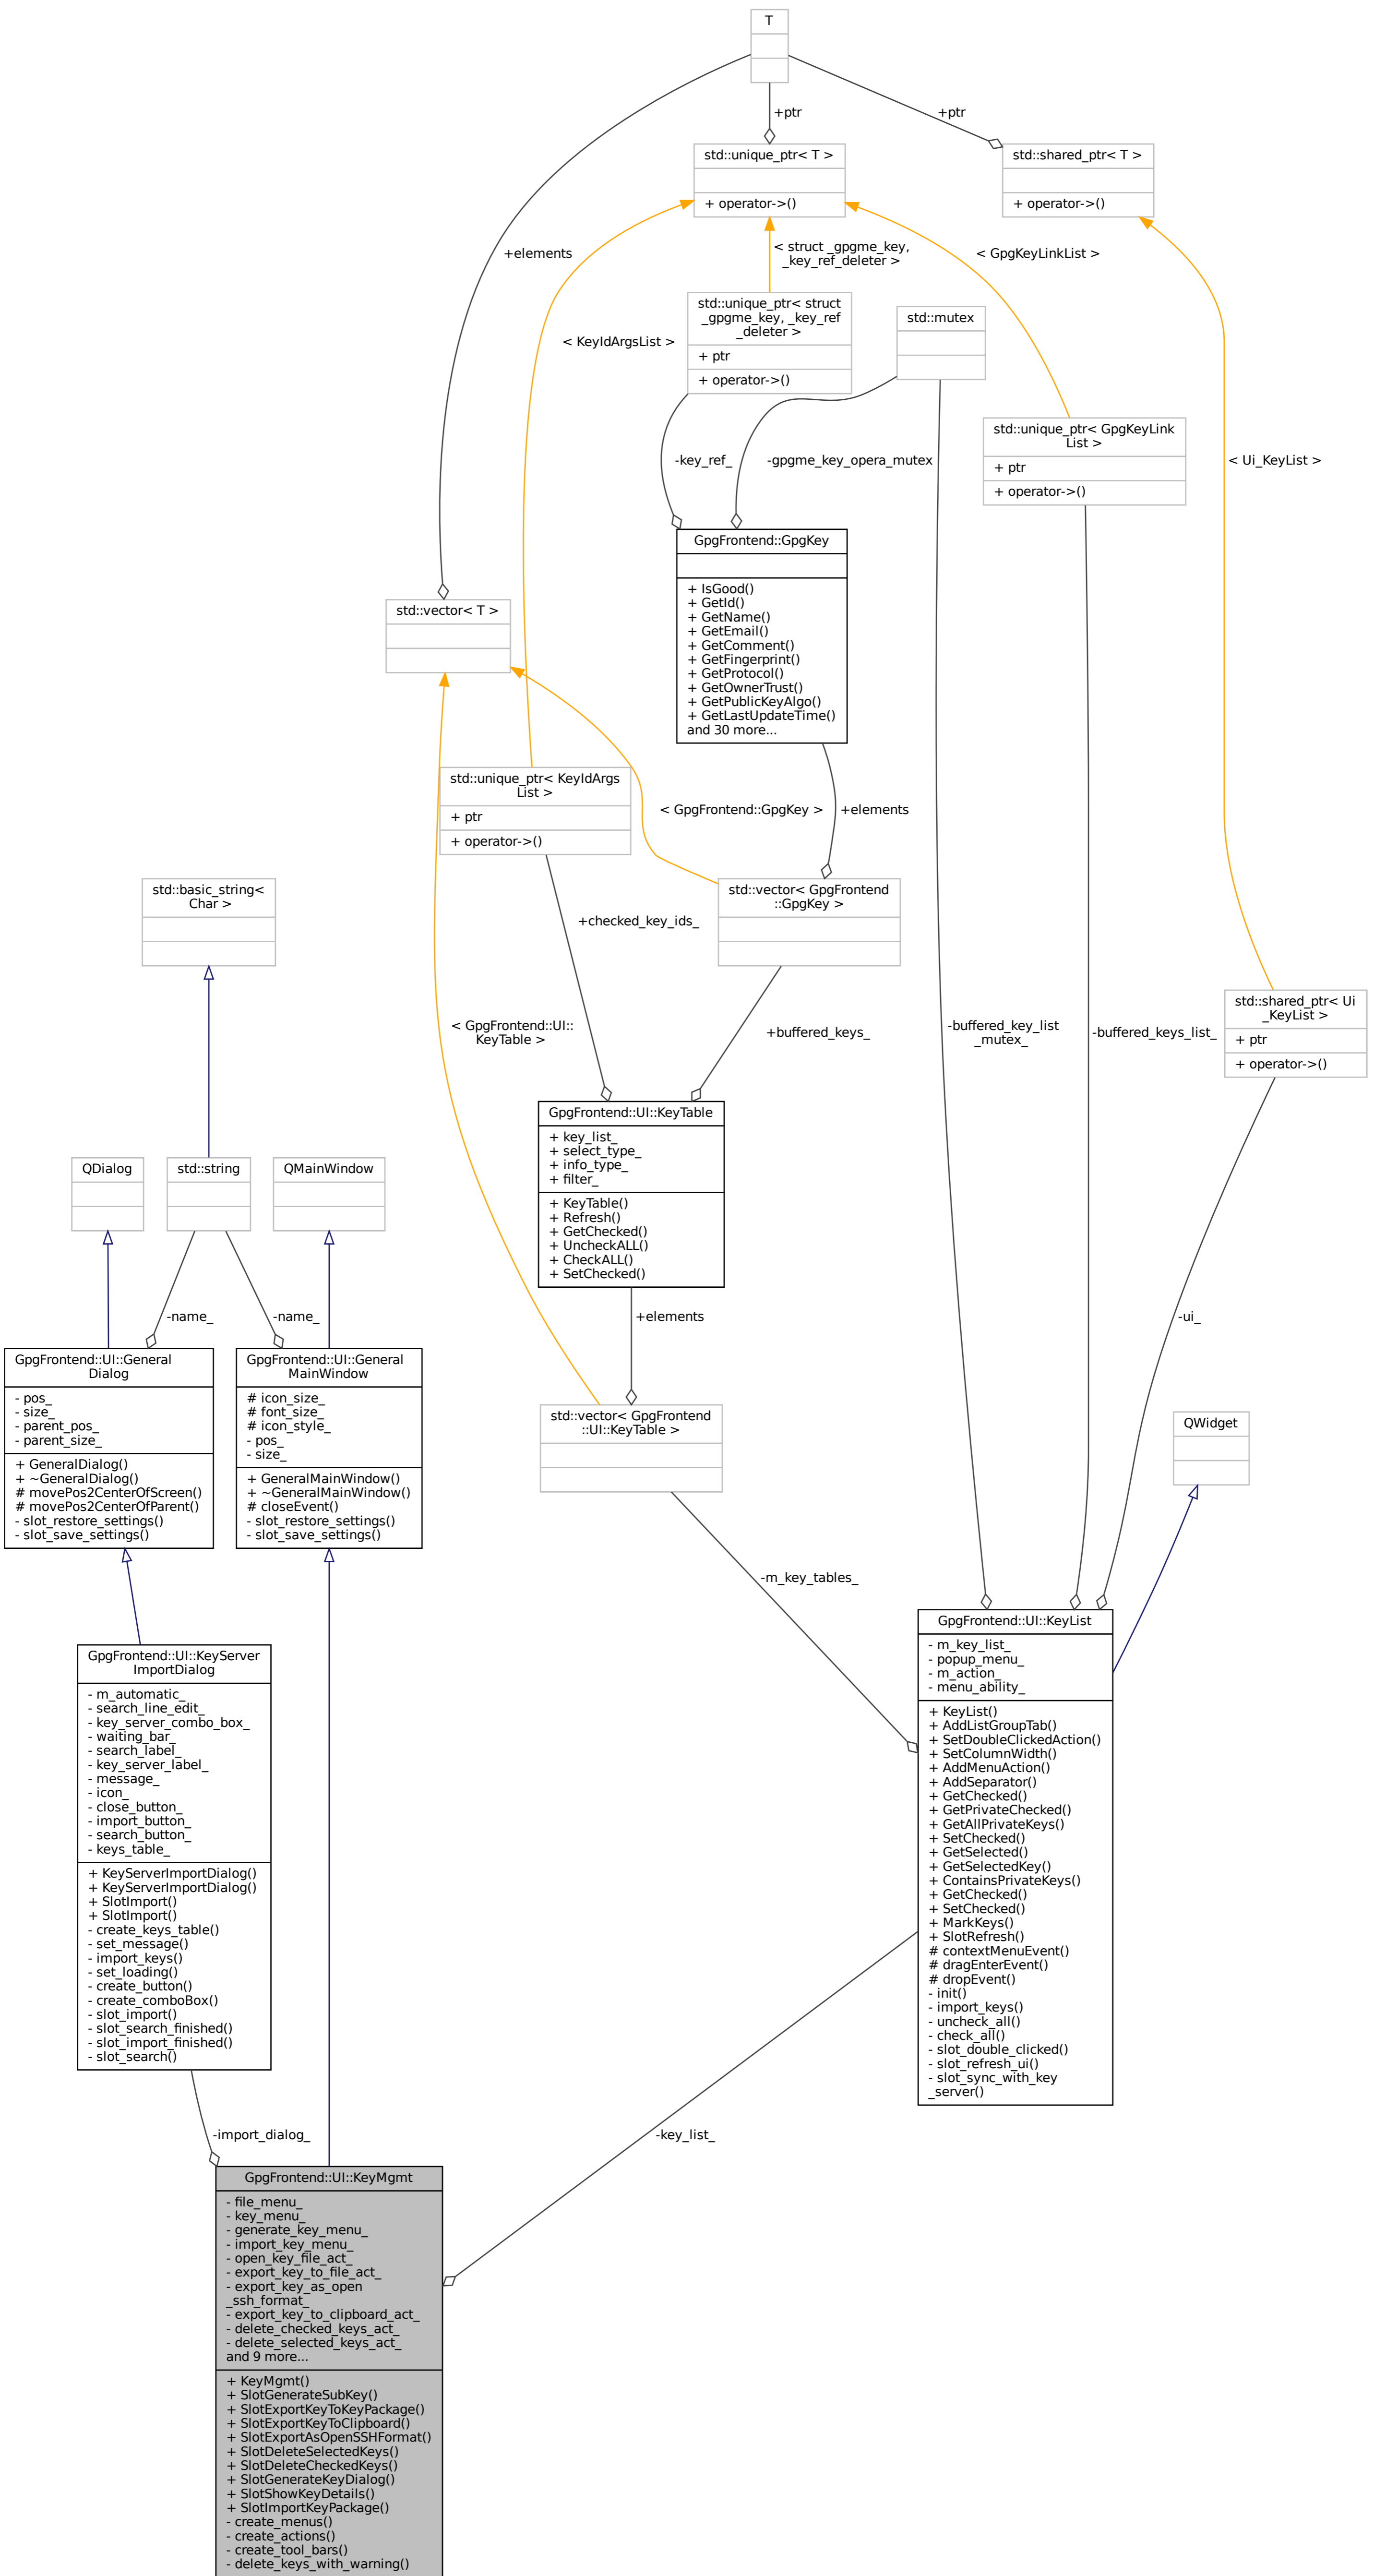 T
+ptr
+ptr
std::unique_ptr< T >
+ operator->()
std::shared_ptr< T >
+ operator->()
+elements
< struct _gpgme_key,
_key_ref_deleter >
< GpgKeyLinkList >
std::unique_ptr< struct
_gpgme_key, _key_ref
_deleter >
+ ptr
+ operator->()
std::mutex
< KeyIdArgsList >
std::unique_ptr< GpgKeyLink
List >
+ ptr
+ operator->()
-key_ref_
-gpgme_key_opera_mutex
< Ui_KeyList >
GpgFrontend::GpgKey
+ IsGood()
+ GetId()
+ GetName()
+ GetEmail()
+ GetComment()
+ GetFingerprint()
+ GetProtocol()
+ GetOwnerTrust()
+ GetPublicKeyAlgo()
+ GetLastUpdateTime()
and 30 more...
std::vector< T >
std::unique_ptr< KeyIdArgs
List >
+ ptr
+ operator->()
< GpgFrontend::GpgKey >
+elements
std::basic_string<
Char >
std::vector< GpgFrontend
::GpgKey >
+checked_key_ids_
std::shared_ptr< Ui
_KeyList >
+ ptr
+ operator->()
< GpgFrontend::UI::
KeyTable >
+buffered_keys_
-buffered_key_list
_mutex_
-buffered_keys_list_
GpgFrontend::UI::KeyTable
+ key_list_
+ select_type_
+ info_type_
+ filter_
+ KeyTable()
+ Refresh()
+ GetChecked()
+ UncheckALL()
+ CheckALL()
+ SetChecked()
QDialog
std::string
QMainWindow
-name_
-name_
+elements
-ui_
GpgFrontend::UI::General
Dialog
- pos_
- size_
- parent_pos_
- parent_size_
+ GeneralDialog()
+ ~GeneralDialog()
# movePos2CenterOfScreen()
# movePos2CenterOfParent()
- slot_restore_settings()
- slot_save_settings()
GpgFrontend::UI::General
MainWindow
# icon_size_
# font_size_
# icon_style_
- pos_
- size_
+ GeneralMainWindow()
+ ~GeneralMainWindow()
# closeEvent()
- slot_restore_settings()
- slot_save_settings()
std::vector< GpgFrontend
::UI::KeyTable >
QWidget
-m_key_tables_
GpgFrontend::UI::KeyList
- m_key_list_
- popup_menu_
- m_action_
- menu_ability_
+ KeyList()
+ AddListGroupTab()
+ SetDoubleClickedAction()
+ SetColumnWidth()
+ AddMenuAction()
+ AddSeparator()
+ GetChecked()
+ GetPrivateChecked()
+ GetAllPrivateKeys()
+ SetChecked()
+ GetSelected()
+ GetSelectedKey()
+ ContainsPrivateKeys()
+ GetChecked()
+ SetChecked()
+ MarkKeys()
+ SlotRefresh()
# contextMenuEvent()
# dragEnterEvent()
# dropEvent()
- init()
- import_keys()
- uncheck_all()
- check_all()
- slot_double_clicked()
- slot_refresh_ui()
- slot_sync_with_key
_server()
GpgFrontend::UI::KeyServer
ImportDialog
- m_automatic_
- search_line_edit_
- key_server_combo_box_
- waiting_bar_
- search_label_
- key_server_label_
- message_
- icon_
- close_button_
- import_button_
- search_button_
- keys_table_
+ KeyServerImportDialog()
+ KeyServerImportDialog()
+ SlotImport()
+ SlotImport()
- create_keys_table()
- set_message()
- import_keys()
- set_loading()
- create_button()
- create_comboBox()
- slot_import()
- slot_search_finished()
- slot_import_finished()
- slot_search()
-import_dialog_
-key_list_
GpgFrontend::UI::KeyMgmt
- file_menu_
- key_menu_
- generate_key_menu_
- import_key_menu_
- open_key_file_act_
- export_key_to_file_act_
- export_key_as_open
_ssh_format_
- export_key_to_clipboard_act_
- delete_checked_keys_act_
- delete_selected_keys_act_
and 9 more...
+ KeyMgmt()
+ SlotGenerateSubKey()
+ SlotExportKeyToKeyPackage()
+ SlotExportKeyToClipboard()
+ SlotExportAsOpenSSHFormat()
+ SlotDeleteSelectedKeys()
+ SlotDeleteCheckedKeys()
+ SlotGenerateKeyDialog()
+ SlotShowKeyDetails()
+ SlotImportKeyPackage()
- create_menus()
- create_actions()
- create_tool_bars()
- delete_keys_with_warning()